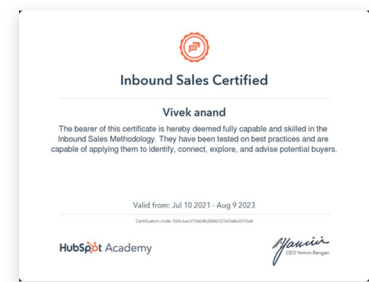 Inbound Sales Certified
Vivek anand
The bearer of this certificate is hereby deemed fully capable and skilled in the
Inbound Sales Methodology. They have been tested on best practices and are
capable of applying them to identify, connect, explore, and advise potential buyers.
Valid from: Jul 10 2021 - Aug 9 2023
Certification code:
HubSpot Academy
CEO Yamini Rangan